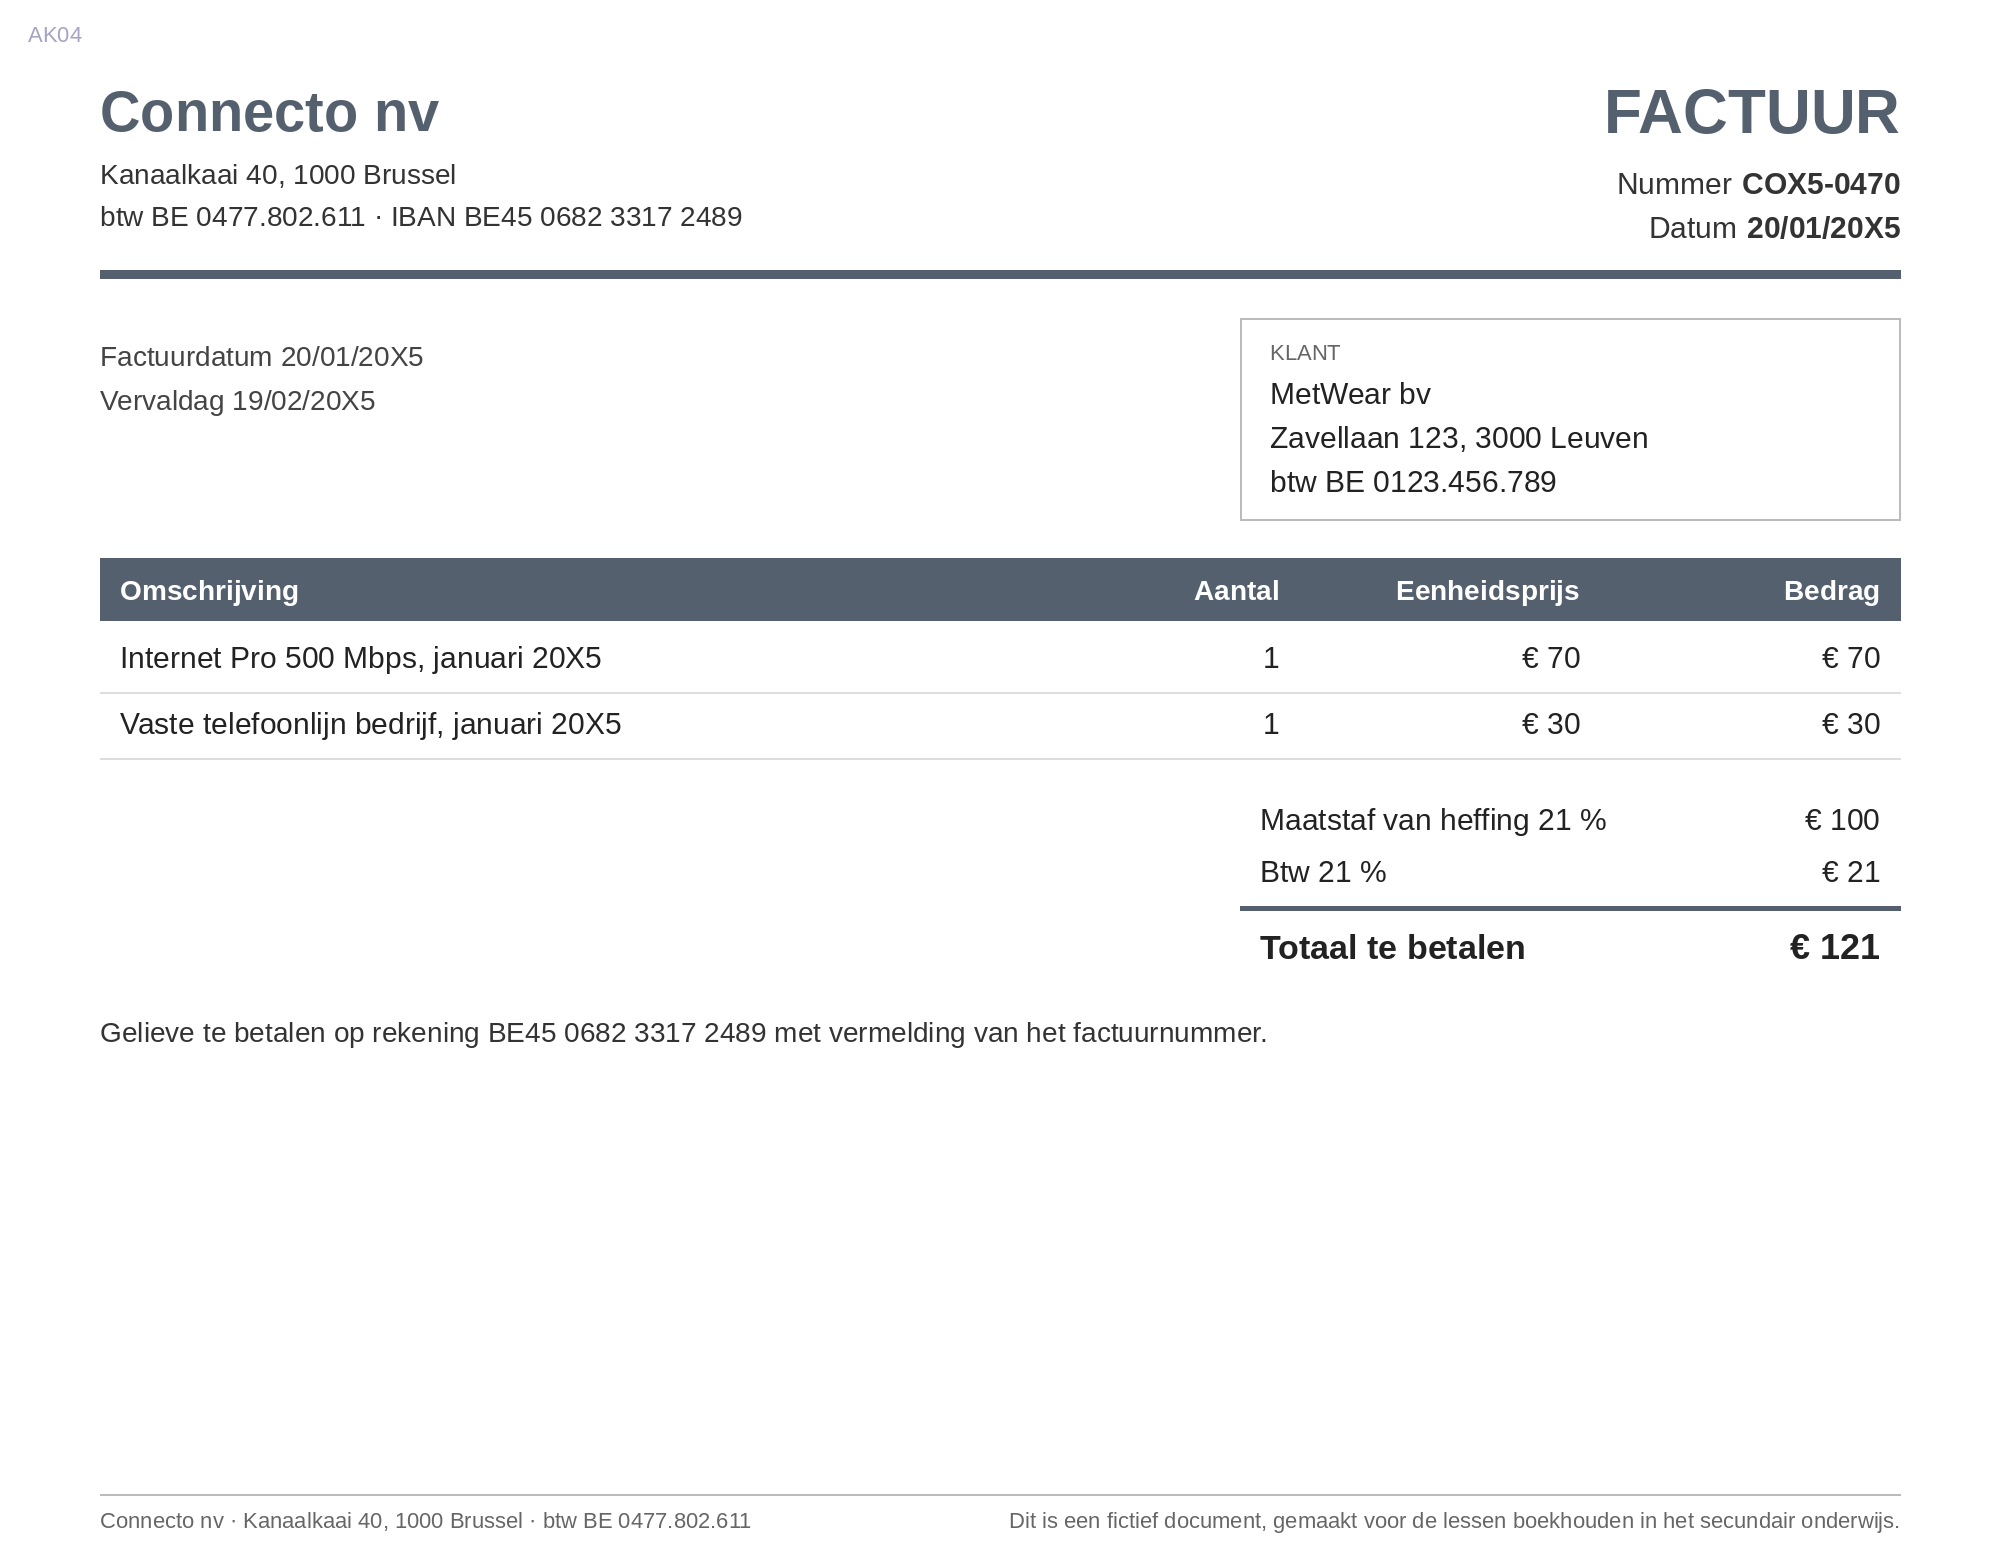 AK04
Connecto nv
Kanaalkaai 40, 1000 Brussel
btw BE 0477.802.611 · IBAN BE45 0682 3317 2489
FACTUUR
Nummer COX5-0470
Datum 20/01/20X5
Factuurdatum 20/01/20X5
Vervaldag 19/02/20X5
KLANT
MetWear bv
Zavellaan 123, 3000 Leuven
btw BE 0123.456.789
Omschrijving Aantal Eenheidsprijs Bedrag
Internet Pro 500 Mbps, januari 20X5 1 € 70 € 70
Vaste telefoonlijn bedrijf, januari 20X5 1 € 30 € 30
Maatstaf van heffing 21 % € 100
Btw 21 % € 21
Totaal te betalen € 121
Gelieve te betalen op rekening BE45 0682 3317 2489 met vermelding van het factuurnummer.
Connecto nv · Kanaalkaai 40, 1000 Brussel · btw BE 0477.802.611
Dit is een fictief document, gemaakt voor de lessen boekhouden in het secundair onderwijs.